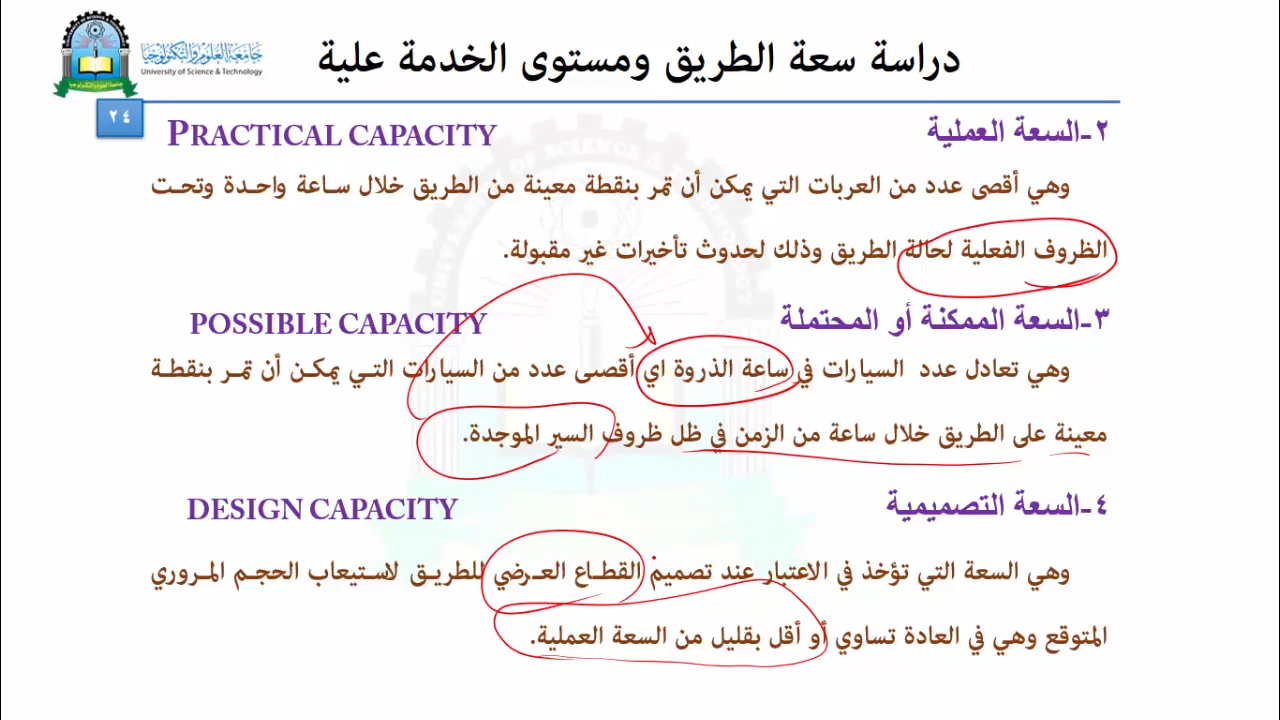 جامعة العلوم والتكنولوجيا
University of Science & Technology
دراسة سعة الطريق ومستوى الخدمة علية
٢٤
٢-السعة العملية PRACTICAL CAPACITY
وهي أقصى عدد من العربات التي يمكن أن تمر بنقطة معينة من الطريق خلال ساعة واحدة وتحت
الظروف الفعلية لحالة الطريق وذلك لحدوث تأخيرات غير مقبولة.
٣-السعة الممكنة أو المحتملة POSSIBLE CAPACITY
وهي تعادل عدد السيارات في ساعة الذروة اي أقصى عدد من السيارات التي يمكن أن تمر بنقطة
معينة على الطريق خلال ساعة من الزمن في ظل ظروف السير الموجدة.
٤-السعة التصميمية DESIGN CAPACITY
وهي السعة التي تؤخذ في الاعتبار عند تصميم القطاع العرضي للطريق لاستيعاب الحجم المروري
المتوقع وهي في العادة تساوي أو أقل بقليل من السعة العملية.